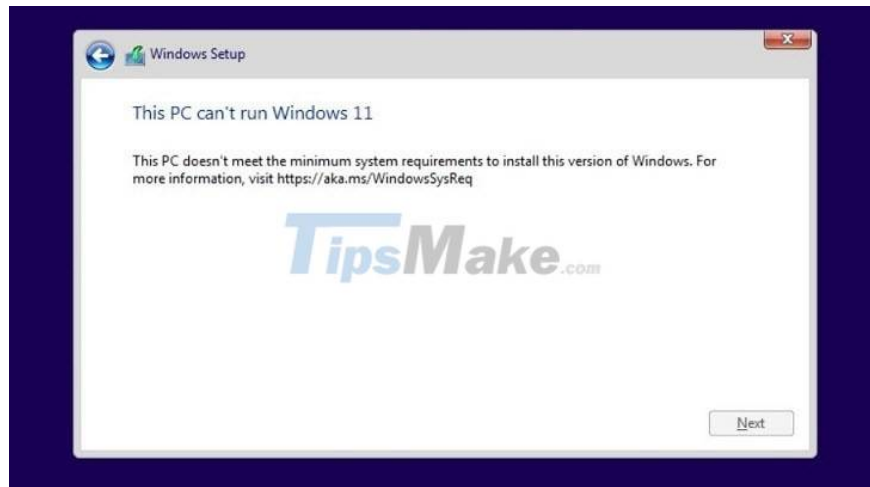 Windows Setup
This PC can't run Windows 11
This PC doesn't meet the minimum system requirements to install this version of Windows. For
more information, visit https://aka.ms/WindowsSysReq
TipsMake.com
Next